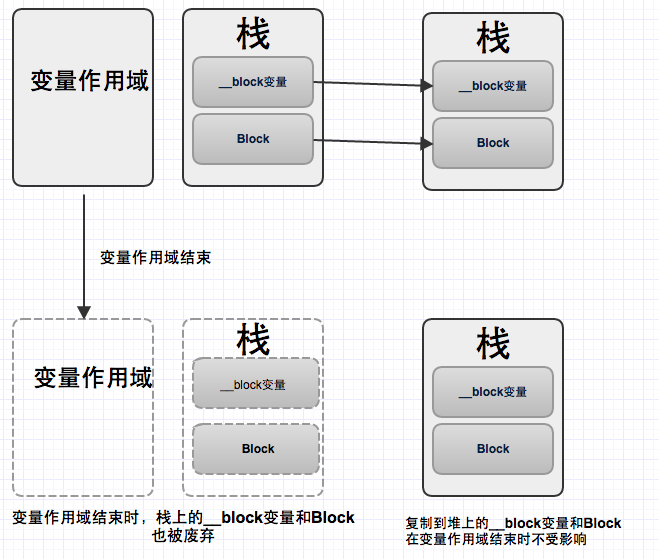 变量作用域
栈
__block变量
Block
栈
__block变量
Block
变量作用域结束
变量作用域
栈
__block变量
Block
栈
__block变量
Block
变量作用域结束时，栈上的__block变量和Block
也被废弃
复制到堆上的__block变量和Block
在变量作用域结束时不受影响